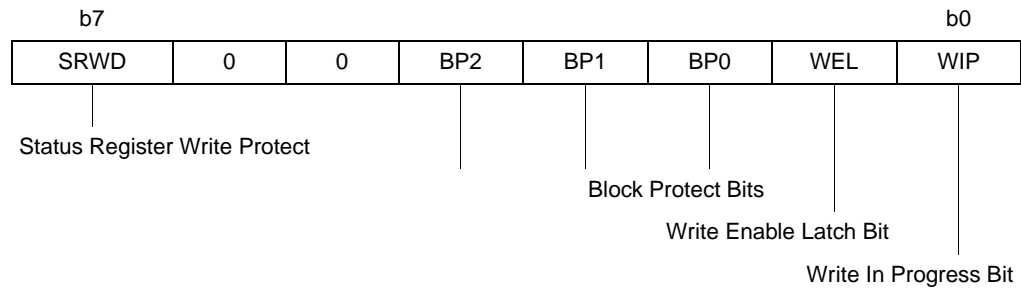 b7 b0
SRWD 0 0 BP2 BP1 BP0 WEL WIP
Status Register Write Protect
Block Protect Bits
Write Enable Latch Bit
Write In Progress Bit